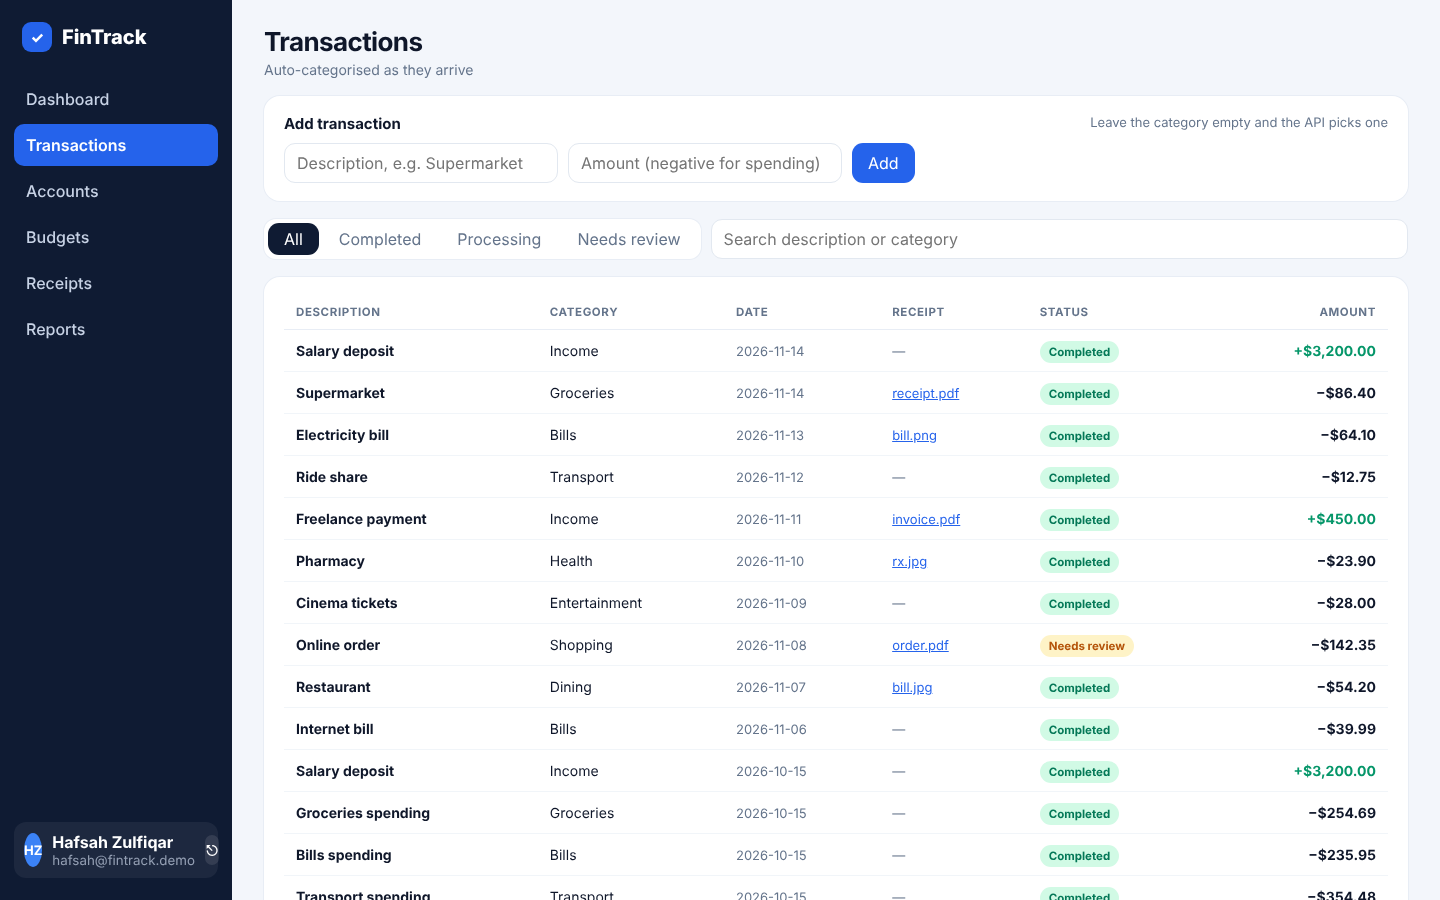 FinTrack
Dashboard
Transactions
Accounts
Budgets
Receipts
Reports
HZ
Hafsah Zulfiqar
hafsah@fintrack.demo
Transactions
Auto-categorised as they arrive
Add transaction
Leave the category empty and the API picks one
Description, e.g. Supermarket
Amount (negative for spending)
Add
All Completed Processing Needs review
Search description or category
DESCRIPTION CATEGORY DATE RECEIPT STATUS AMOUNT
Salary deposit Income 2026-11-14 — Completed +$3,200.00
Supermarket Groceries 2026-11-14 receipt.pdf Completed −$86.40
Electricity bill Bills 2026-11-13 bill.png Completed −$64.10
Ride share Transport 2026-11-12 — Completed −$12.75
Freelance payment Income 2026-11-11 invoice.pdf Completed +$450.00
Pharmacy Health 2026-11-10 rx.jpg Completed −$23.90
Cinema tickets Entertainment 2026-11-09 — Completed −$28.00
Online order Shopping 2026-11-08 order.pdf Needs review −$142.35
Restaurant Dining 2026-11-07 bill.jpg Completed −$54.20
Internet bill Bills 2026-11-06 — Completed −$39.99
Salary deposit Income 2026-10-15 — Completed +$3,200.00
Groceries spending Groceries 2026-10-15 — Completed −$254.69
Bills spending Bills 2026-10-15 — Completed −$235.95
Transport spending Transport 2026-10-15 — Completed −$354.48